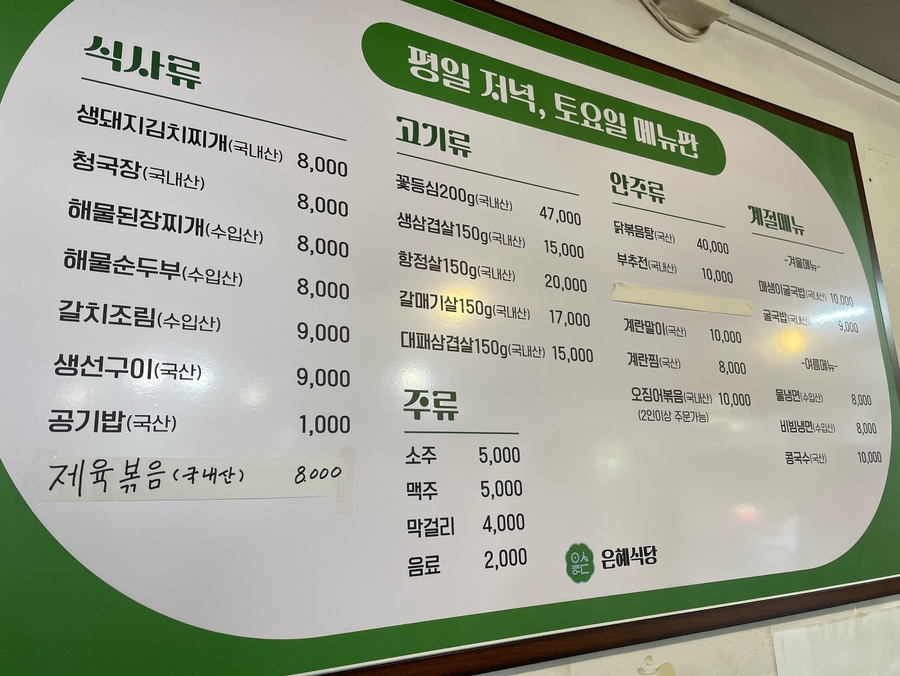 평일 저녁, 토요일 메뉴판
식사류
생돼지김치찌개(국내산) 8,000
청국장(국내산) 8,000
해물된장찌개(수입산) 8,000
해물순두부(수입산) 8,000
갈치조림(수입산) 9,000
생선구이(국산) 9,000
공기밥(국산) 1,000
제육볶음(국내산) 8.000
고기류
꽃등심200g(국내산) 47,000
생삼겹살150g(국내산) 15,000
항정살150g(국내산) 20,000
갈매기살150g(국내산) 17,000
대패삼겹살150g(국내산) 15,000
주류
소주 5,000
맥주 5,000
막걸리 4,000
음료 2,000
안주류
닭볶음탕(국산) 40,000
부추전(국내산) 10,000
계란말이(국산) 10,000
계란찜(국산) 8,000
오징어볶음(국내산) 10,000
(2인이상 주문가능)
계절메뉴
-겨울메뉴-
매생이굴국밥(국내산) 10,000
굴국밥(국내산) 9,000
-여름메뉴-
물냉면(수입산) 8,000
비빔냉면(수입산) 8,000
콩국수(국산) 10,000
은혜식당